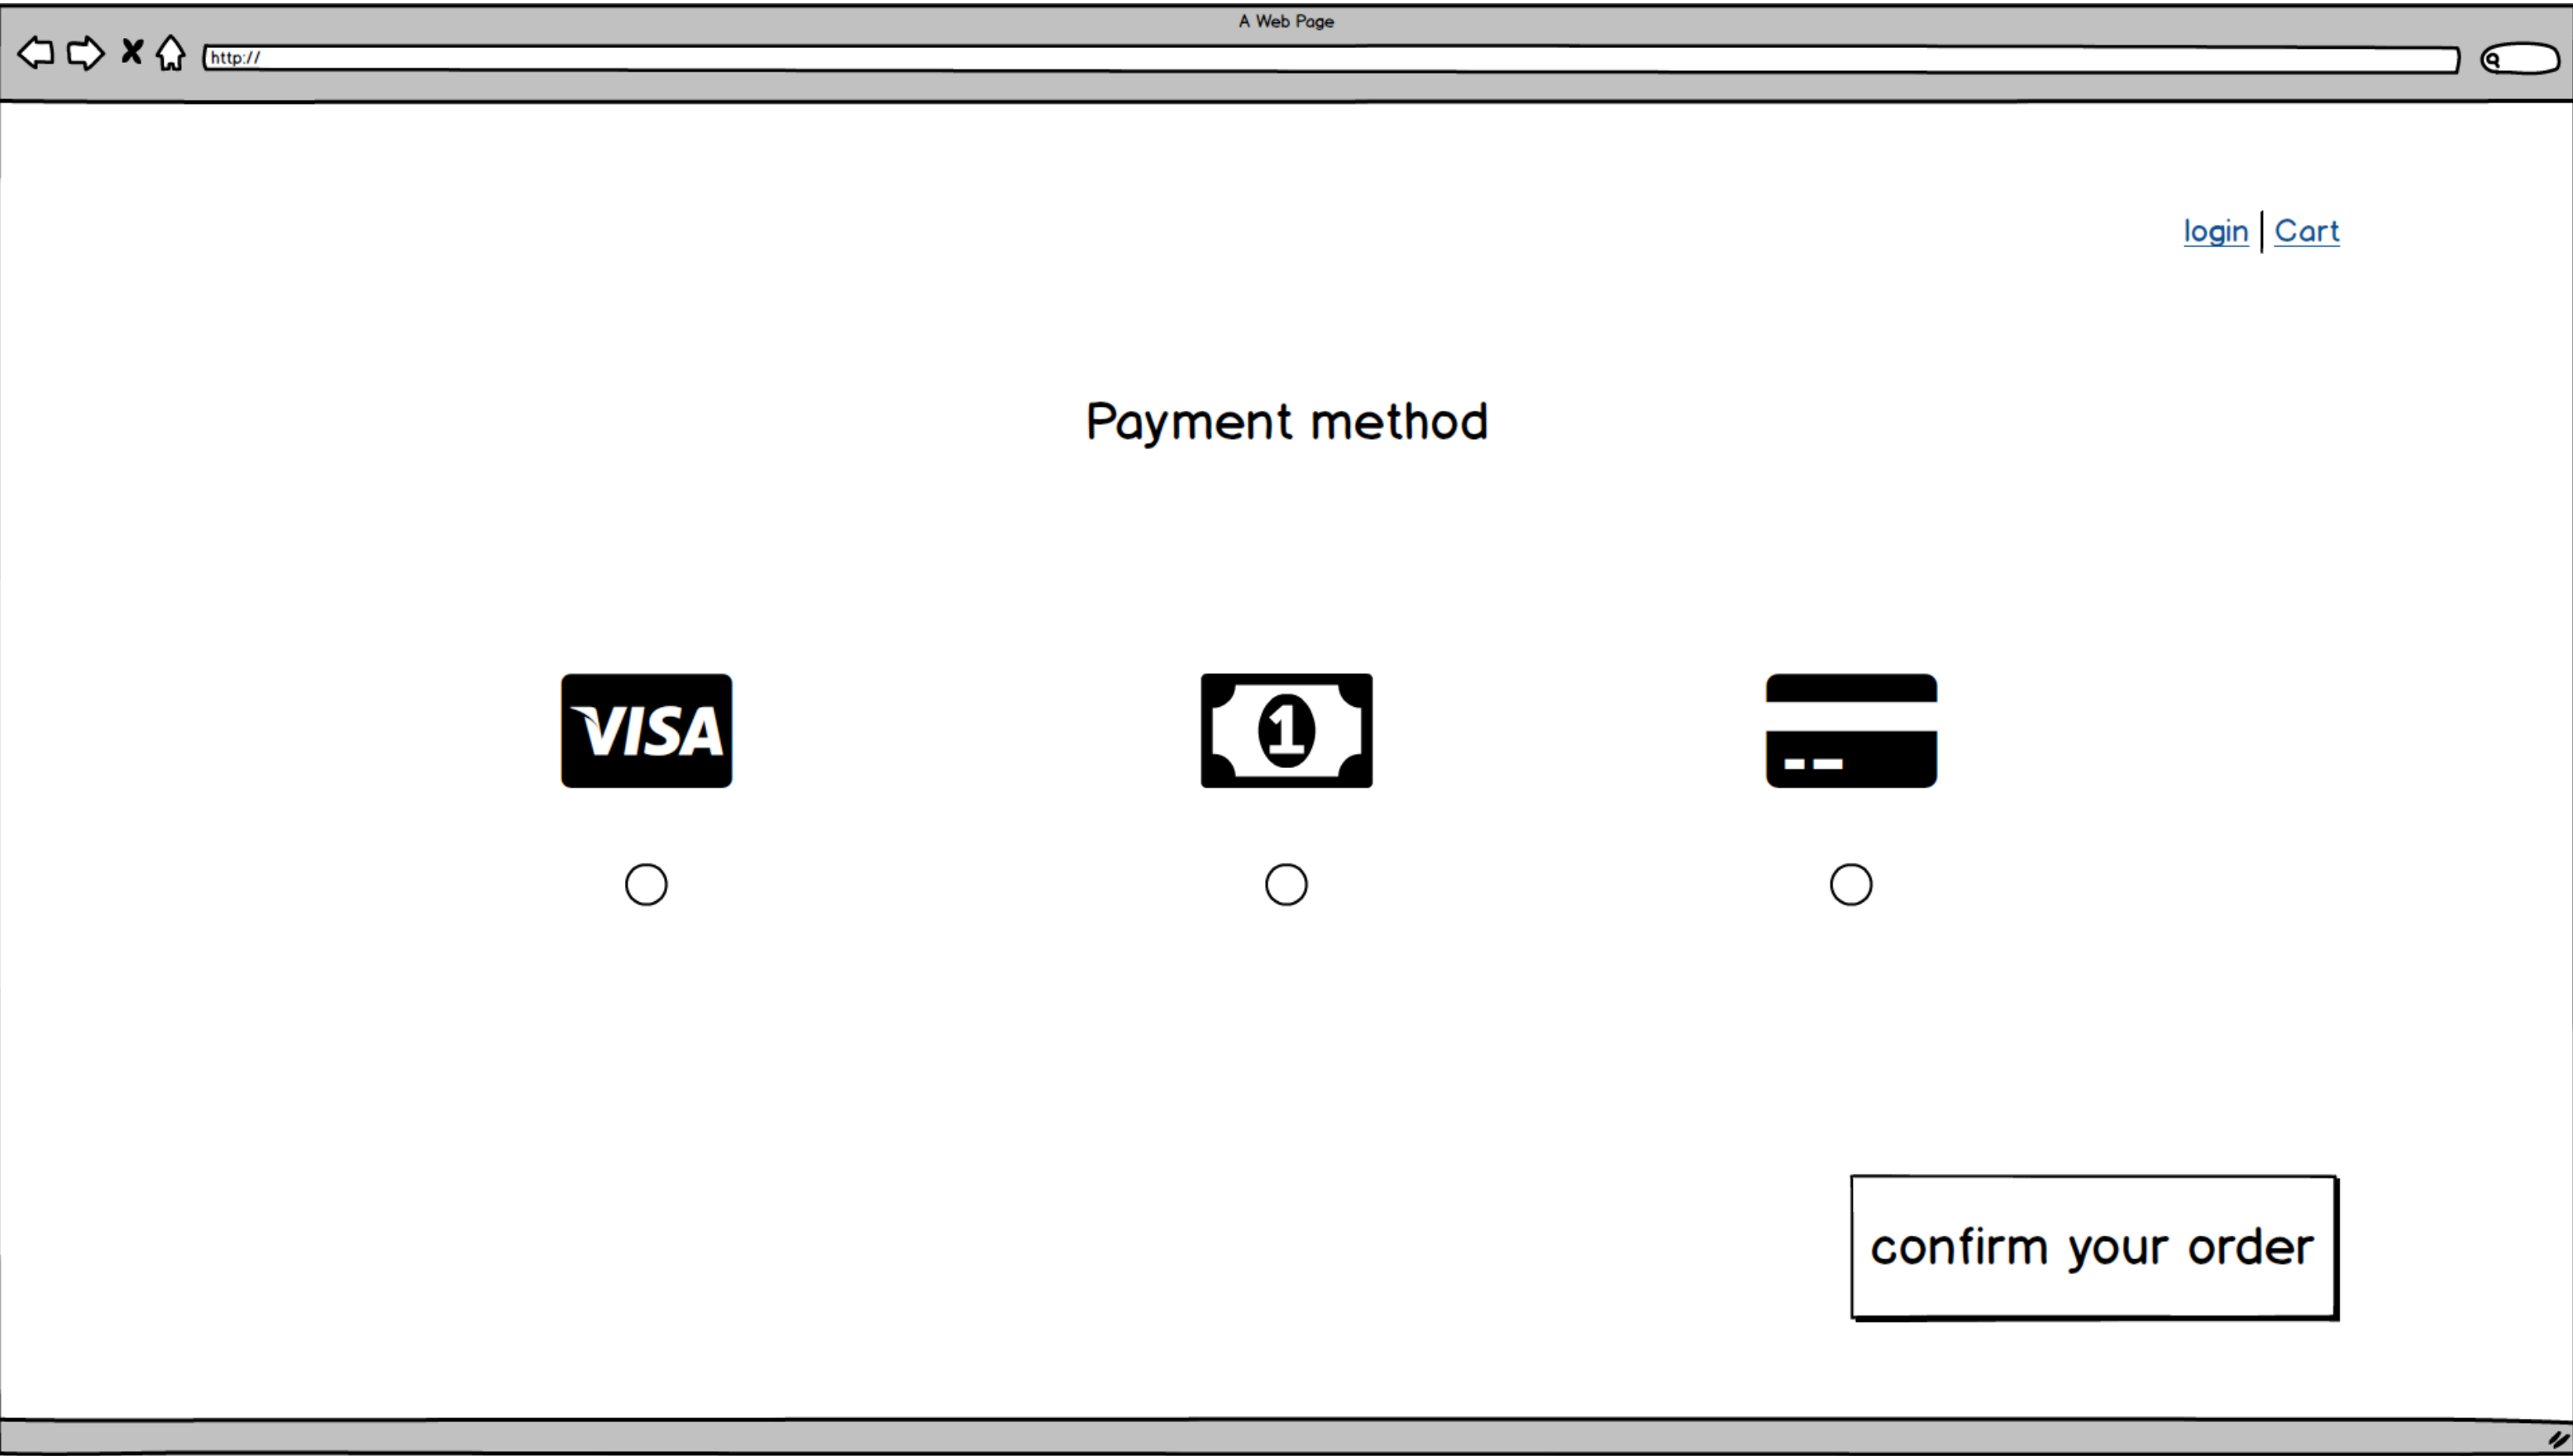 A Web Page
http://
login | Cart
Payment method
VISA
1
confirm your order